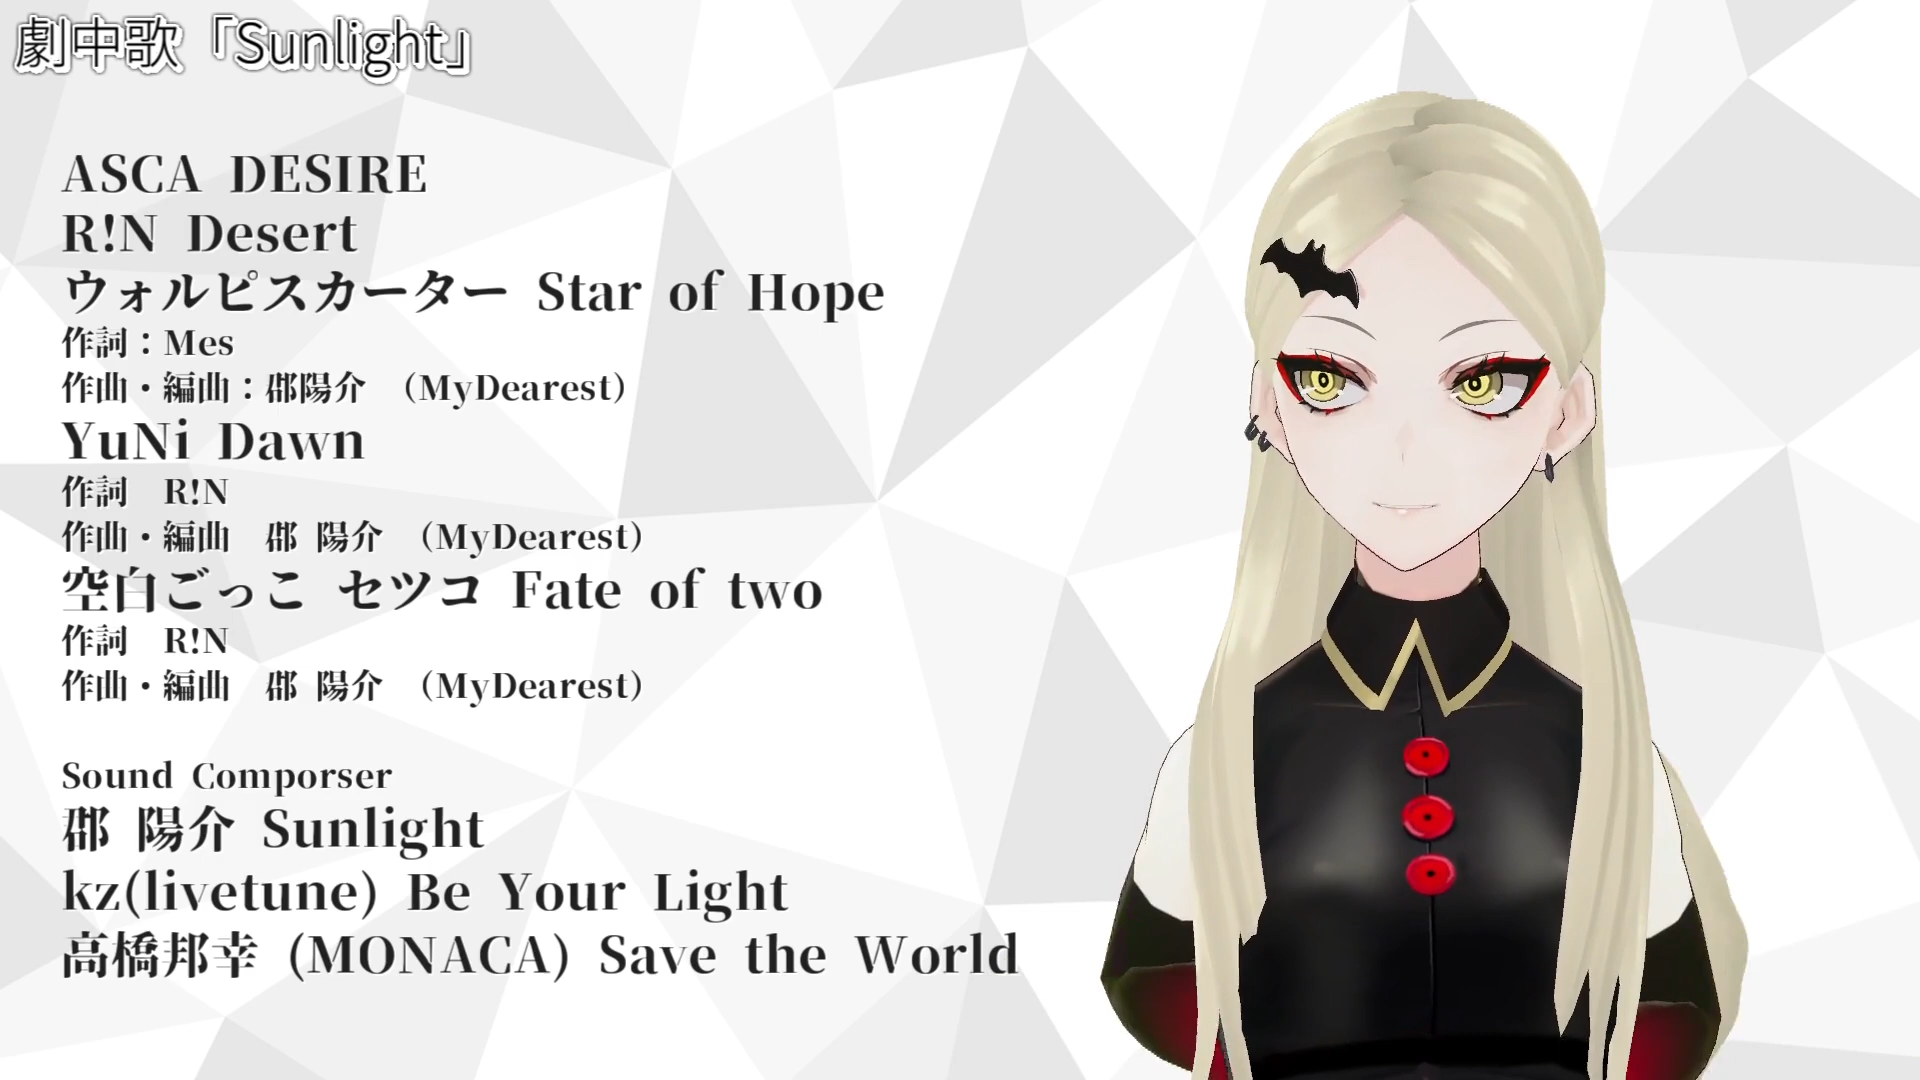 劇中歌「Sunlight」
ASCA DESIRE
R!N Desert
ウォルピスカーター Star of Hope
作詞：Mes
作曲・編曲：郡陽介 （MyDearest）
YuNi Dawn
作詞　R!N
作曲・編曲　郡 陽介 （MyDearest）
空白ごっこ セツコ Fate of two
作詞　R!N
作曲・編曲　郡 陽介 （MyDearest）
Sound Comporser
郡 陽介 Sunlight
kz(livetune) Be Your Light
高橋邦幸 (MONACA) Save the World